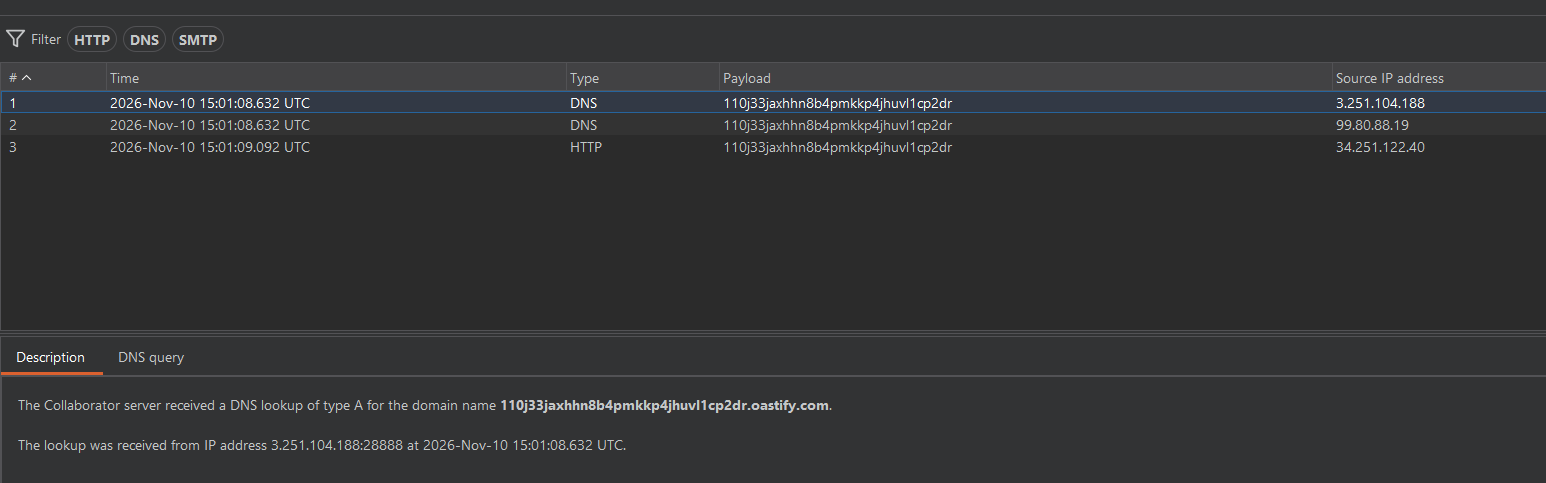 Filter HTTP DNS SMTP
# Time Type Payload Source IP address
1 2026-Nov-10 15:01:08.632 UTC DNS 110j33jaxhhn8b4pmkkp4jhuvl1cp2dr 3.251.104.188
2 2026-Nov-10 15:01:08.632 UTC DNS 110j33jaxhhn8b4pmkkp4jhuvl1cp2dr 99.80.88.19
3 2026-Nov-10 15:01:09.092 UTC HTTP 110j33jaxhhn8b4pmkkp4jhuvl1cp2dr 34.251.122.40
Description DNS query
The Collaborator server received a DNS lookup of type A for the domain name 110j33jaxhhn8b4pmkkp4jhuvl1cp2dr.oastify.com.
The lookup was received from IP address 3.251.104.188:28888 at 2026-Nov-10 15:01:08.632 UTC.